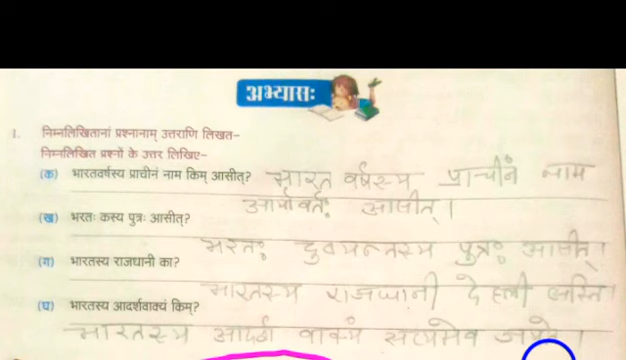 अभ्यासः
1. निम्नलिखितानां प्रश्नानाम् उत्तराणि लिखत–
निम्नलिखित प्रश्नों के उत्तर लिखिए–
(क) भारतवर्षस्य प्राचीनं नाम किम् आसीत्? भारत वर्षस्य प्राचीनं नाम
आर्यावर्तः आसीत्।
(ख) भरतः कस्य पुत्रः आसीत्?
भरतः दुष्यन्तस्य पुत्रः आसीत्।
(ग) भारतस्य राजधानी का?
भारतस्य राजधानी देहली अस्ति।
(घ) भारतस्य आदर्शवाक्यं किम्?
भारतस्य आदर्श वाक्यं सत्यमेव जयते।